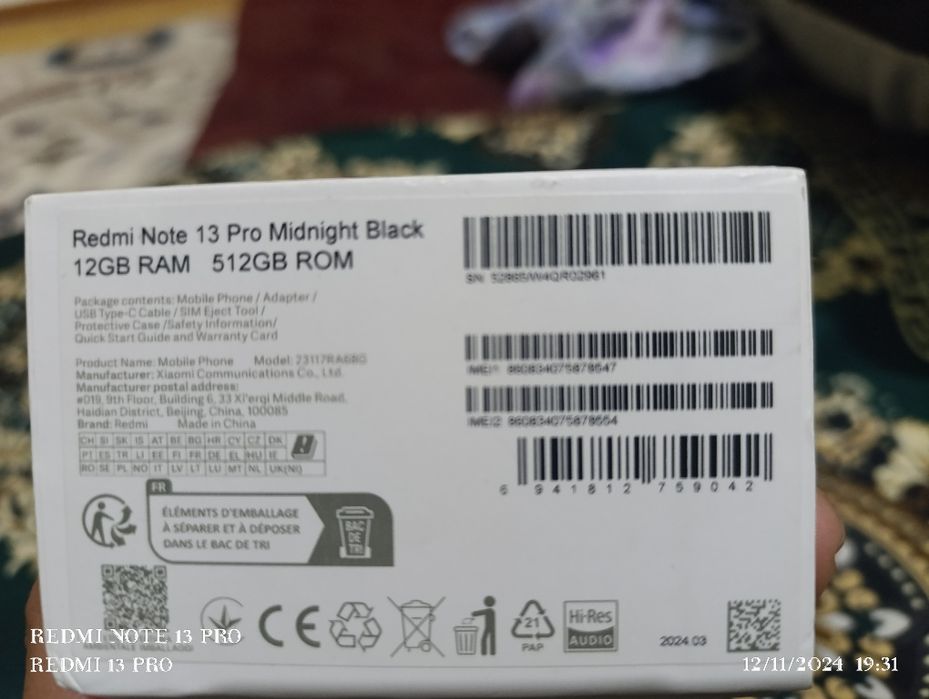 Redmi Note 13 Pro Midnight Black
12GB RAM 512GB ROM
Package contents: Mobile Phone / Adapter /
USB Type-C Cable / SIM Eject Tool /
Protective Case /Safety Information/
Quick Start Guide and Warranty Card
Product Name: Mobile Phone Model: 23117RA68G
Manufacturer: Xiaomi Communications Co., Ltd.
Manufacturer postal address:
#019, 9th Floor, Building 6, 33 Xi'erqi Middle Road,
Haidian District, Beijing, China, 100085
Brand: Redmi Made in China
CH SI SK IS AT BE BG HR CY CZ DK
PT ES TR LI EE FI FR DE EL HU IE
RO SE PL NO IT LV LT LU MT NL UK(NI)
FR
ÉLÉMENTS D'EMBALLAGE
À SÉPARER ET À DÉPOSER
DANS LE BAC DE TRI
BAC
DE
TRI
SN:
IMEI1: 860834075878547
IMEI2: 860834075878554
6 941812 759042
CE
21
PAP
Hi-Res
AUDIO
2024.03
REDMI NOTE 13 PRO
REDMI 13 PRO
12/11/2024 19:31